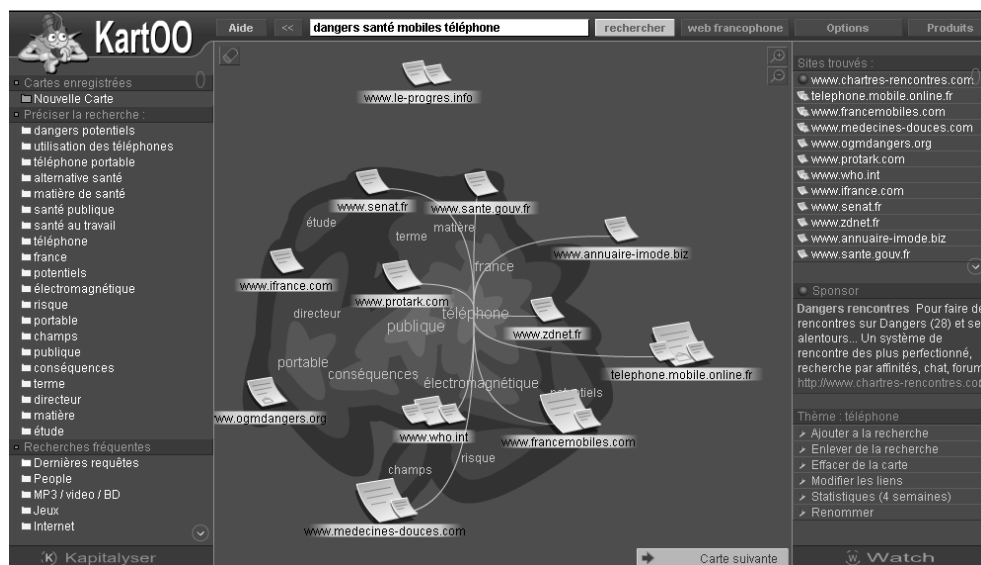 KartOO
Aide
<<
dangers santé mobiles téléphone
rechercher
web francophone
Options
Produits
Cartes enregistrées
Nouvelle Carte
Préciser la recherche :
dangers potentiels
utilisation des téléphones
téléphone portable
alternative santé
matière de santé
santé publique
santé au travail
téléphone
france
potentiels
électromagnétique
risque
portable
champs
publique
conséquences
terme
directeur
matière
étude
Recherches fréquentes
Dernières requêtes
People
MP3 / video / BD
Jeux
Internet
(K) Kapitalyser
www.le-progres.info
www.senat.fr
www.sante.gouv.fr
étude
matière
terme
www.annuaire-imode.biz
france
www.ifrance.com
www.protark.com
directeur
téléphone
publique
www.zdnet.fr
portable
conséquences
telephone.mobile.online.fr
électromagnétique
www.ogmdangers.org
www.who.int
www.francemobiles.com
risque
champs
www.medecines-douces.com
Carte suivante
Sites trouvés :
www.chartres-rencontres.com
telephone.mobile.online.fr
www.francemobiles.com
www.medecines-douces.com
www.ogmdangers.org
www.protark.com
www.who.int
www.ifrance.com
www.senat.fr
www.zdnet.fr
www.annuaire-imode.biz
www.sante.gouv.fr
Sponsor
Dangers rencontres Pour faire de
rencontres sur Dangers (28) et se
alentours... Un système de
rencontre des plus perfectionné,
recherche par affinités, chat, forum
http://www.chartres-rencontres.co
Thème : téléphone
Ajouter a la recherche
Enlever de la recherche
Effacer de la carte
Modifier les liens
Statistiques (4 semaines)
Renommer
Watch